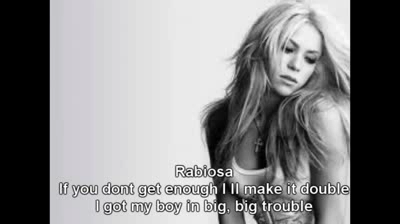 Rabiosa
If you dont get enough I ll make it double
I got my boy in big, big trouble